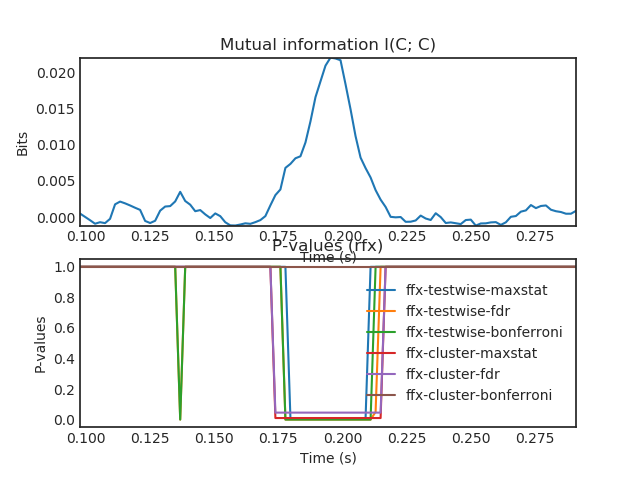 Mutual information I(C; C)
0.020
0.015
0.010
0.005
0.000
Bits
0.100 0.125 0.150 0.175 0.200 0.225 0.250 0.275
Time (s)
P-values (rfx)
1.0
0.8
0.6
0.4
0.2
0.0
P-values
ffx-testwise-maxstat
ffx-testwise-fdr
ffx-testwise-bonferroni
ffx-cluster-maxstat
ffx-cluster-fdr
ffx-cluster-bonferroni
0.100 0.125 0.150 0.175 0.200 0.225 0.250 0.275
Time (s)